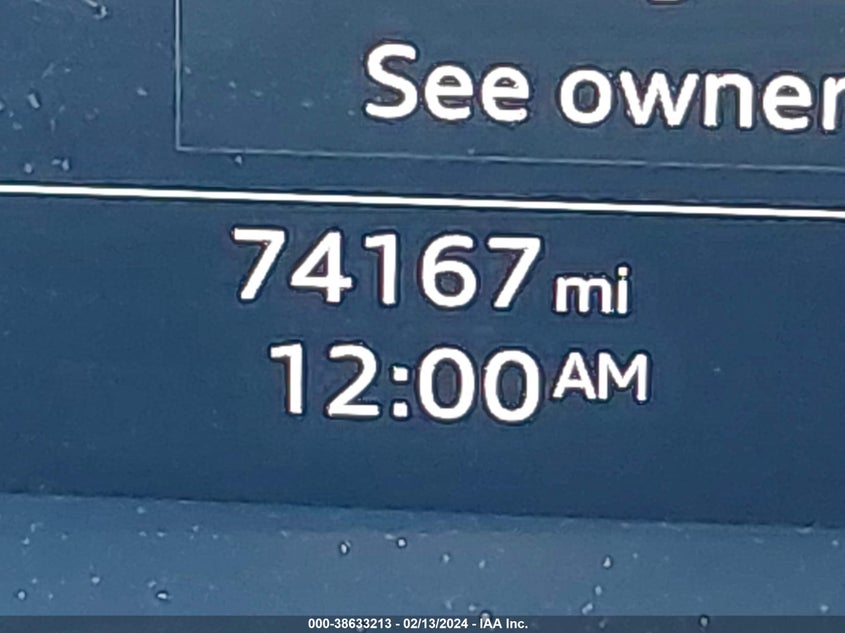 See owner
74167 mi
12:00 AM
000-38633213 - 02/13/2024 - IAA Inc.